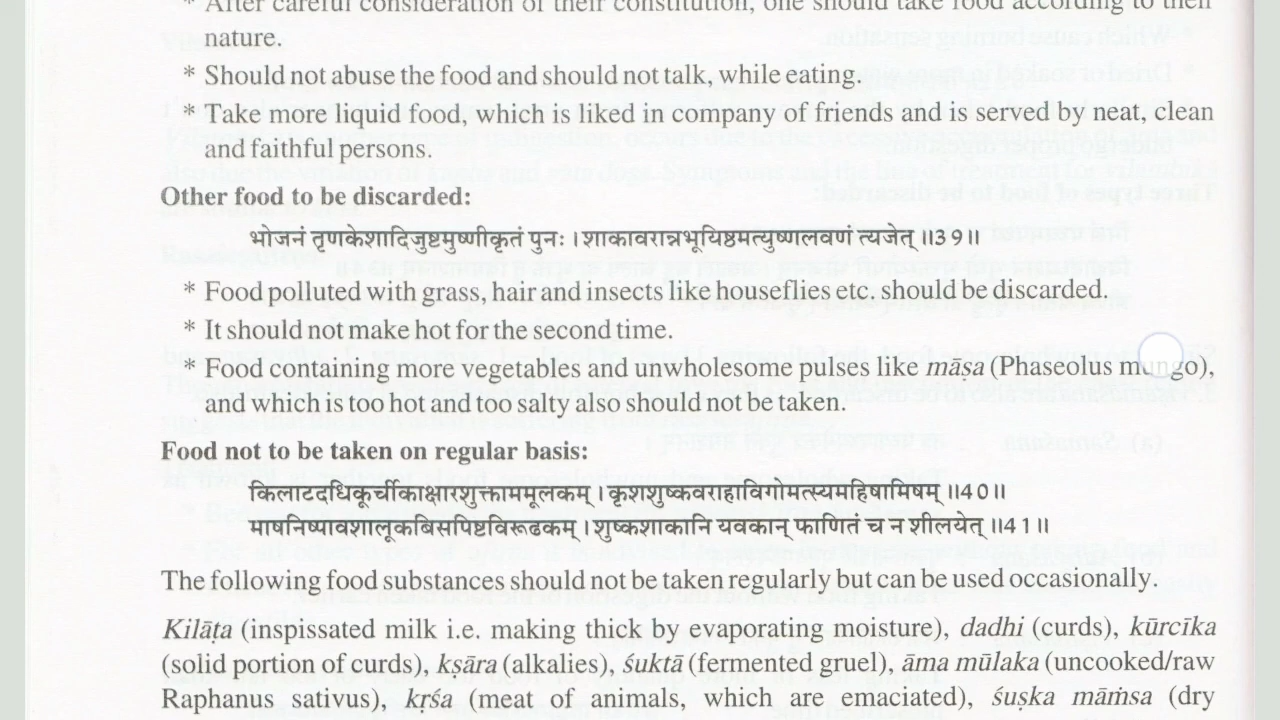 * After careful consideration of their constitution, one should take food according to their
nature.
* Should not abuse the food and should not talk, while eating.
* Take more liquid food, which is liked in company of friends and is served by neat, clean
and faithful persons.
Other food to be discarded:
भोजनं तृणकेशादिजुष्टमुष्णीकृतं पुनः । शाकावरान्नभूयिष्ठमत्युष्णलवणं त्यजेत् ॥39॥
* Food polluted with grass, hair and insects like houseflies etc. should be discarded.
* It should not make hot for the second time.
* Food containing more vegetables and unwholesome pulses like māṣa (Phaseolus mungo),
and which is too hot and too salty also should not be taken.
Food not to be taken on regular basis:
किलाटदधिकूर्चीकाक्षारशुक्ताममूलकम् । कृशशुष्कवराहाविगोमत्स्यमहिषामिषम् ॥40॥
माषनिष्पावशालूकबिसपिष्टविरूढकम् । शुष्कशाकानि यवकान् फाणितं च न शीलयेत् ॥41॥
The following food substances should not be taken regularly but can be used occasionally.
Kilāṭa (inspissated milk i.e. making thick by evaporating moisture), dadhi (curds), kūrcīka
(solid portion of curds), kṣāra (alkalies), śuktā (fermented gruel), āma mūlaka (uncooked/raw
Raphanus sativus), kṛśa (meat of animals, which are emaciated), śuṣka māṁsa (dry